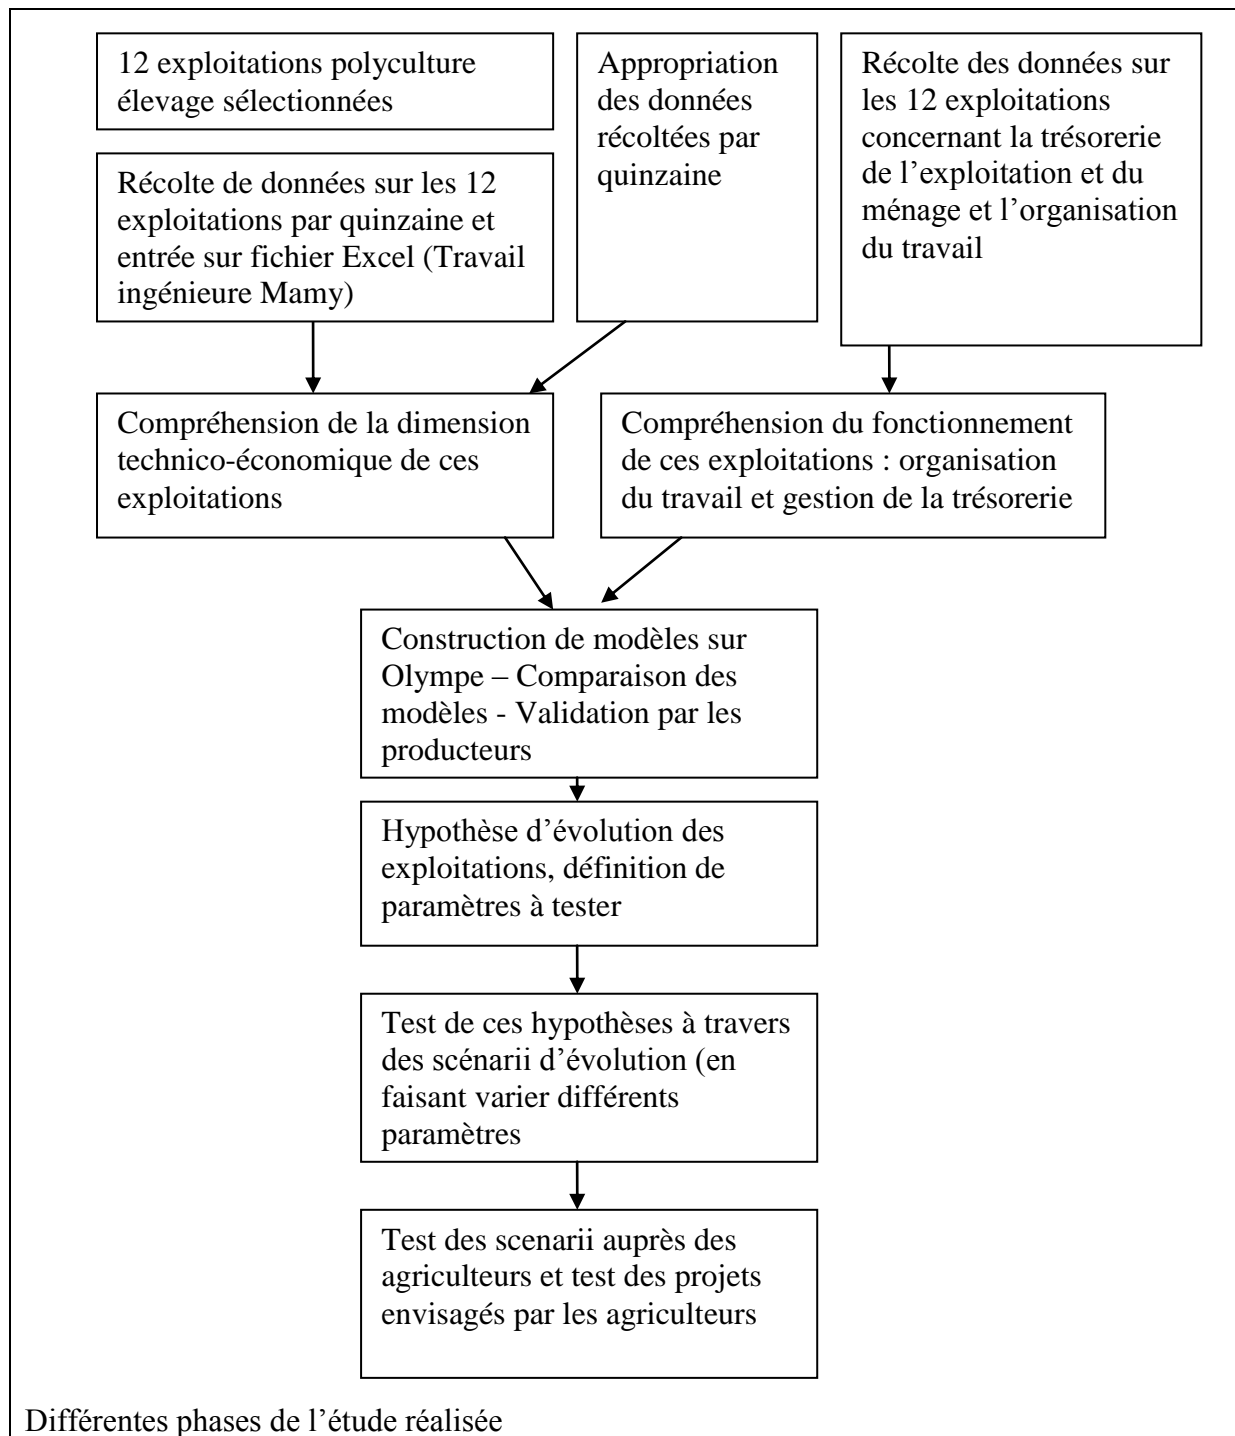 12 exploitations polyculture
élevage sélectionnées
Récolte de données sur les 12
exploitations par quinzaine et
entrée sur fichier Excel (Travail
ingénieure Mamy)
Appropriation
des données
récoltées par
quinzaine
Récolte des données sur
les 12 exploitations
concernant la trésorerie
de l’exploitation et du
ménage et l’organisation
du travail
Compréhension de la dimension
technico-économique de ces
exploitations
Compréhension du fonctionnement
de ces exploitations : organisation
du travail et gestion de la trésorerie
Construction de modèles sur
Olympe – Comparaison des
modèles - Validation par les
producteurs
Hypothèse d’évolution des
exploitations, définition de
paramètres à tester
Test de ces hypothèses à travers
des scénarii d’évolution (en
faisant varier différents
paramètres
Test des scenarii auprès des
agriculteurs et test des projets
envisagés par les agriculteurs
Différentes phases de l’étude réalisée